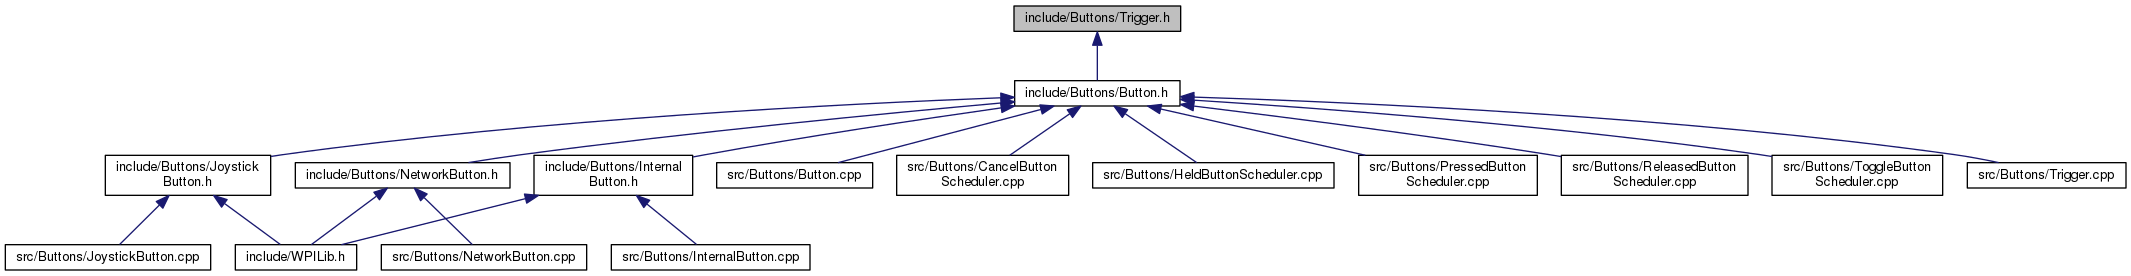 include/Buttons/Trigger.h
include/Buttons/Button.h
include/Buttons/Joystick
Button.h
include/Buttons/NetworkButton.h
include/Buttons/Internal
Button.h
src/Buttons/Button.cpp
src/Buttons/CancelButton
Scheduler.cpp
src/Buttons/HeldButtonScheduler.cpp
src/Buttons/PressedButton
Scheduler.cpp
src/Buttons/ReleasedButton
Scheduler.cpp
src/Buttons/ToggleButton
Scheduler.cpp
src/Buttons/Trigger.cpp
src/Buttons/JoystickButton.cpp
include/WPILib.h
src/Buttons/NetworkButton.cpp
src/Buttons/InternalButton.cpp